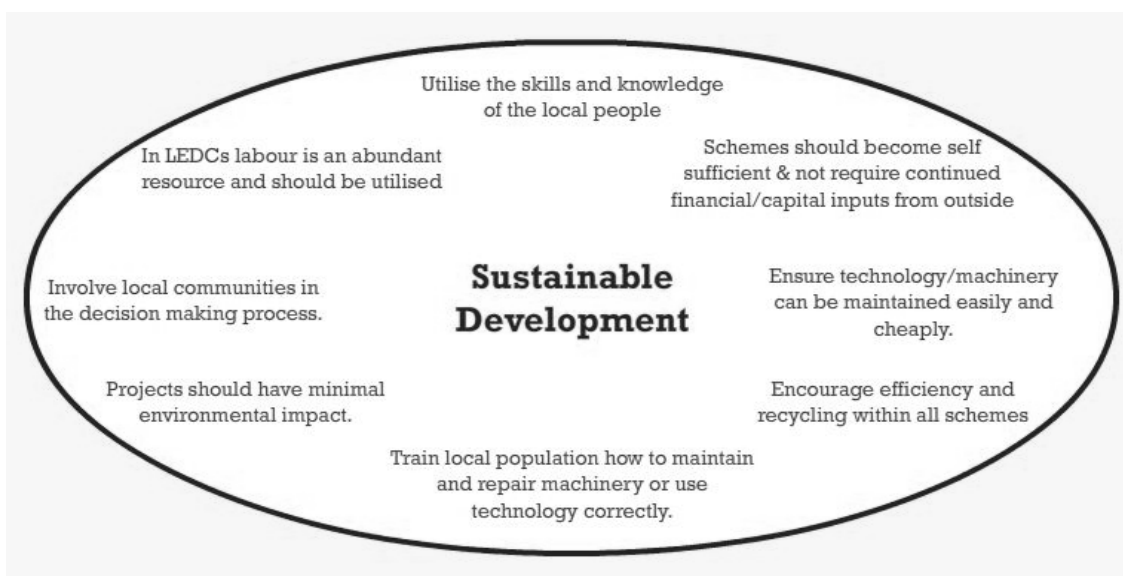 Utilise the skills and knowledge
of the local people
In LEDCs labour is an abundant
resource and should be utilised
Schemes should become self
sufficient & not require continued
financial/capital inputs from outside
Sustainable
Development
Involve local communities in
the decision making process.
Ensure technology/machinery
can be maintained easily and
cheaply.
Projects should have minimal
environmental impact.
Encourage efficiency and
recycling within all schemes
Train local population how to maintain
and repair machinery or use
technology correctly.